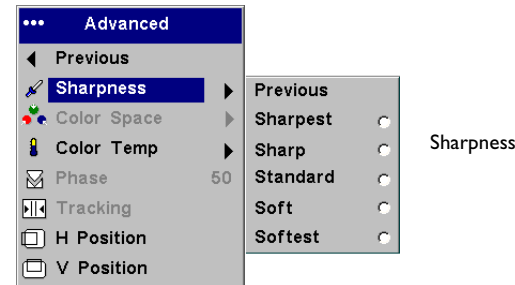 ••• Advanced
Previous
Sharpness
Color Space
Color Temp
Phase 50
Tracking
H Position
V Position
Previous
Sharpest
Sharp
Standard
Soft
Softest
Sharpness